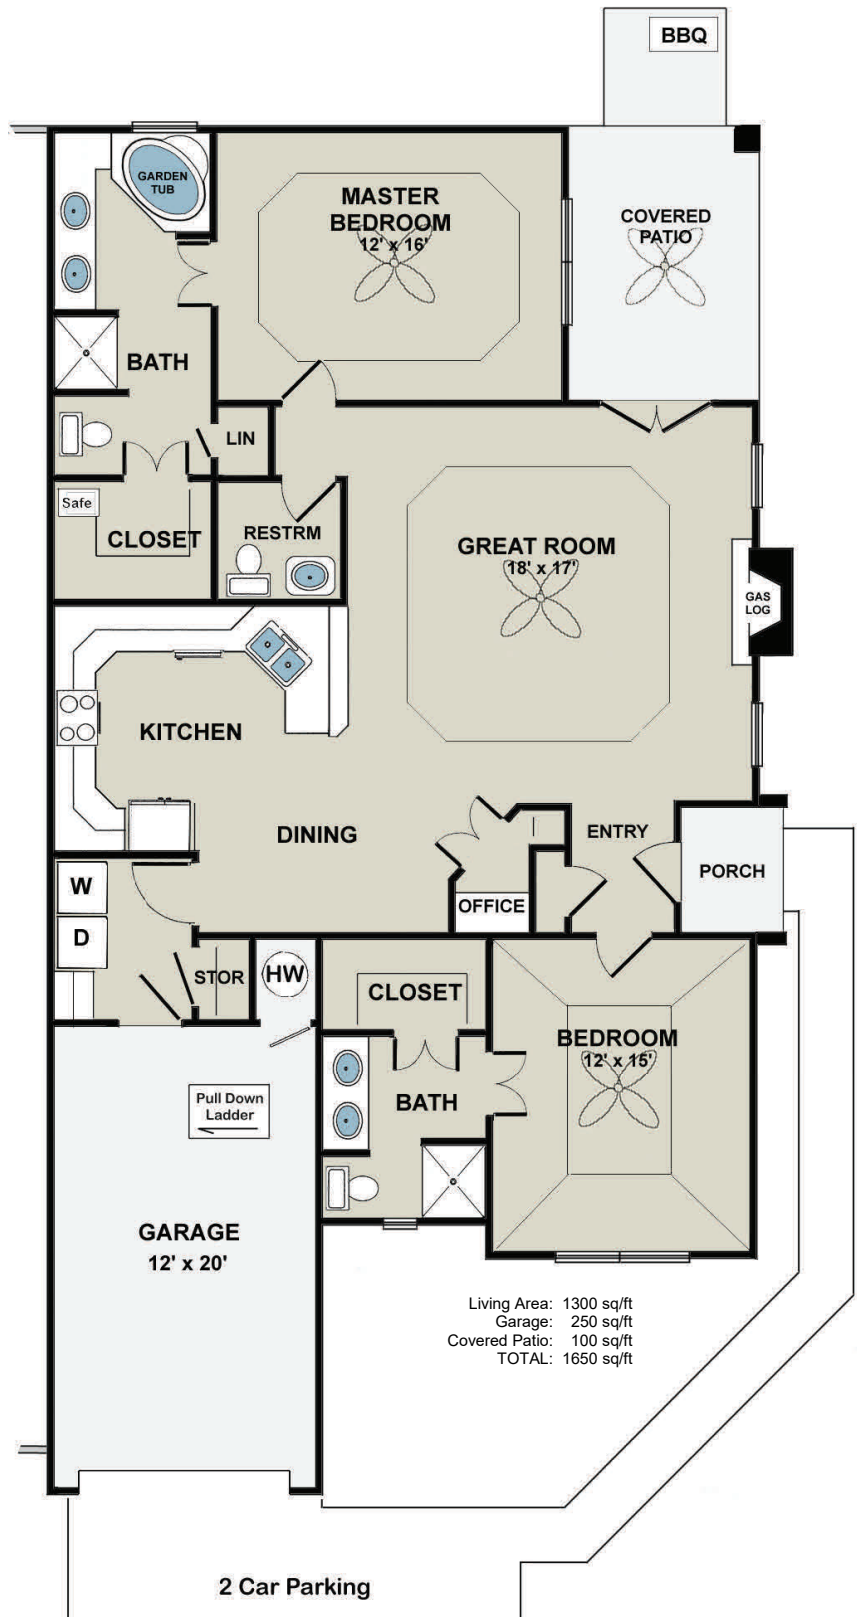 BBQ
GARDEN
TUB
MASTER
BEDROOM
12' x 16'
COVERED
PATIO
BATH
LIN
Safe
CLOSET
RESTRM
GREAT ROOM
18' x 17'
GAS
LOG
KITCHEN
DINING
ENTRY
PORCH
OFFICE
W
D
STOR
HW
CLOSET
BEDROOM
12' x 15'
BATH
Pull Down
Ladder
GARAGE
12' x 20'
Living Area: 1300 sq/ft
Garage: 250 sq/ft
Covered Patio: 100 sq/ft
TOTAL: 1650 sq/ft
2 Car Parking